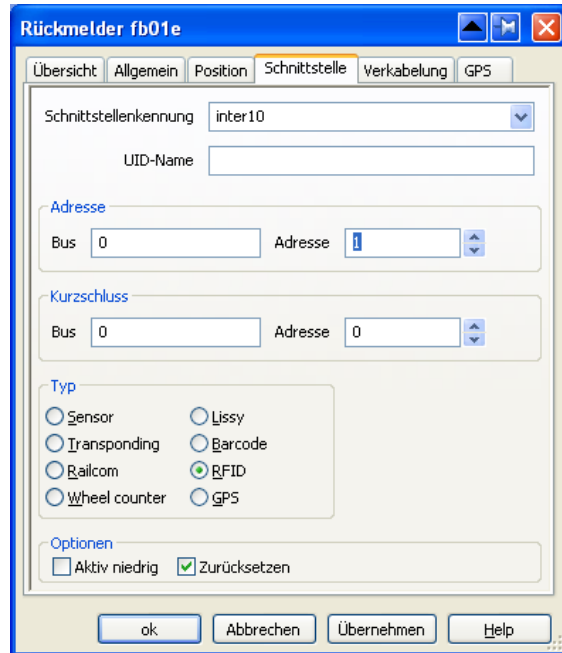 Rückmelder fb01e
Übersicht Allgemein Position Schnittstelle Verkabelung GPS
Schnittstellenkennung inter10
UID-Name
Adresse
Bus 0 Adresse 1
Kurzschluss
Bus 0 Adresse 0
Typ
Sensor Lissy
Transponding Barcode
Railcom RFID
Wheel counter GPS
Optionen
Aktiv niedrig Zurücksetzen
ok Abbrechen Übernehmen Help